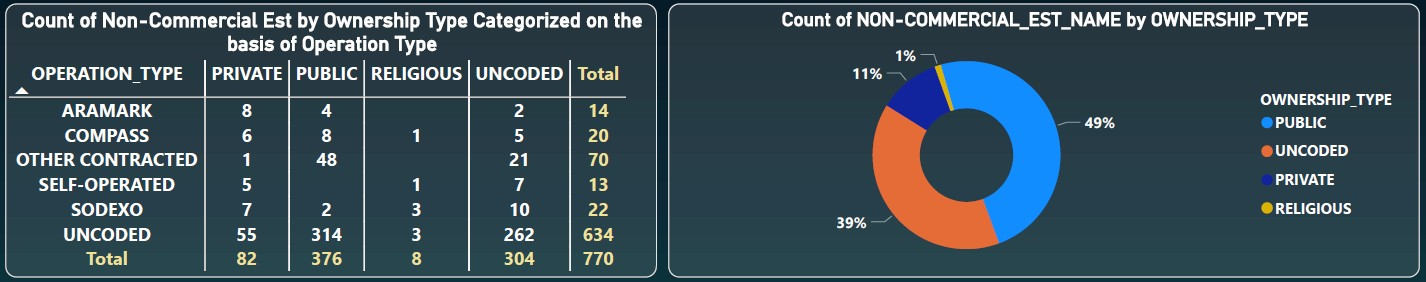 Count of Non-Commercial Est by Ownership Type Categorized on the
basis of Operation Type
OPERATION_TYPE PRIVATE PUBLIC RELIGIOUS UNCODED Total
ARAMARK 8 4 2 14
COMPASS 6 8 1 5 20
OTHER CONTRACTED 1 48 21 70
SELF-OPERATED 5 1 7 13
SODEXO 7 2 3 10 22
UNCODED 55 314 3 262 634
Total 82 376 8 304 770
Count of NON-COMMERCIAL_EST_NAME by OWNERSHIP_TYPE
1%
11%
49%
39%
OWNERSHIP_TYPE
PUBLIC
UNCODED
PRIVATE
RELIGIOUS